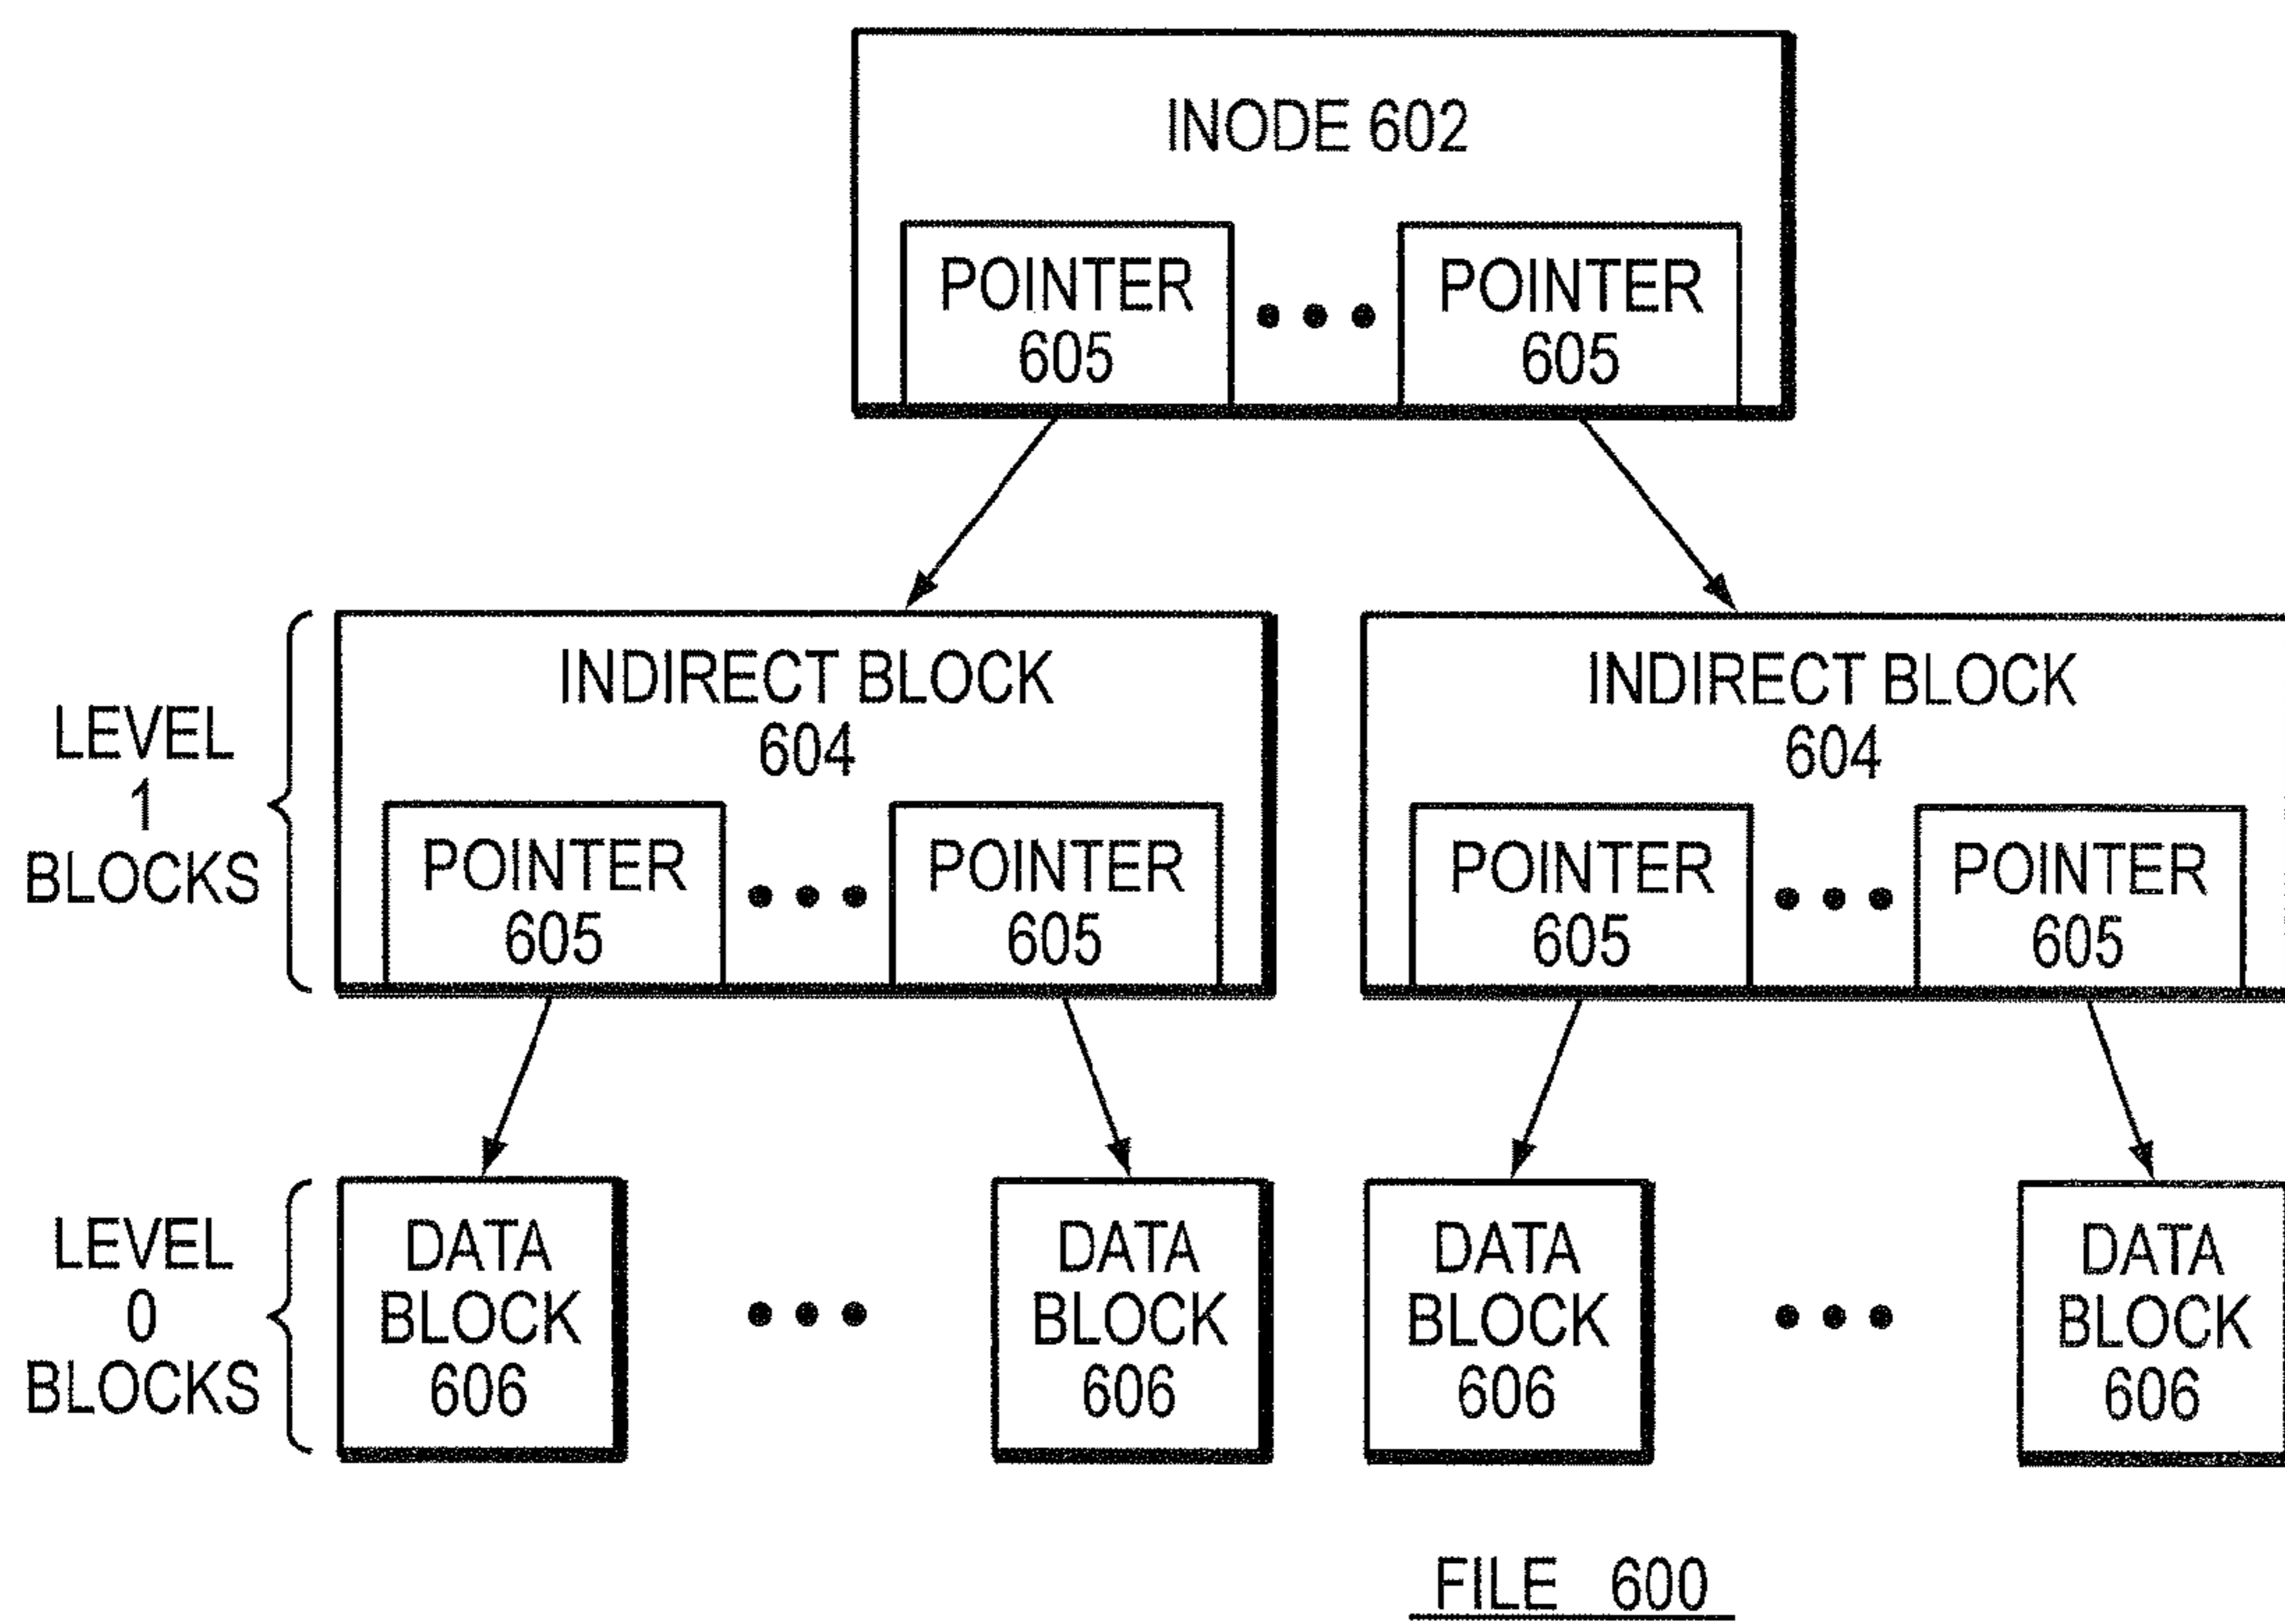 INODE 602
POINTER
605
POINTER
605
LEVEL
1
BLOCKS
INDIRECT BLOCK
604
POINTER
605
POINTER
605
INDIRECT BLOCK
604
POINTER
605
POINTER
605
LEVEL
0
BLOCKS
DATA
BLOCK
606
DATA
BLOCK
606
DATA
BLOCK
606
DATA
BLOCK
606
FILE 600